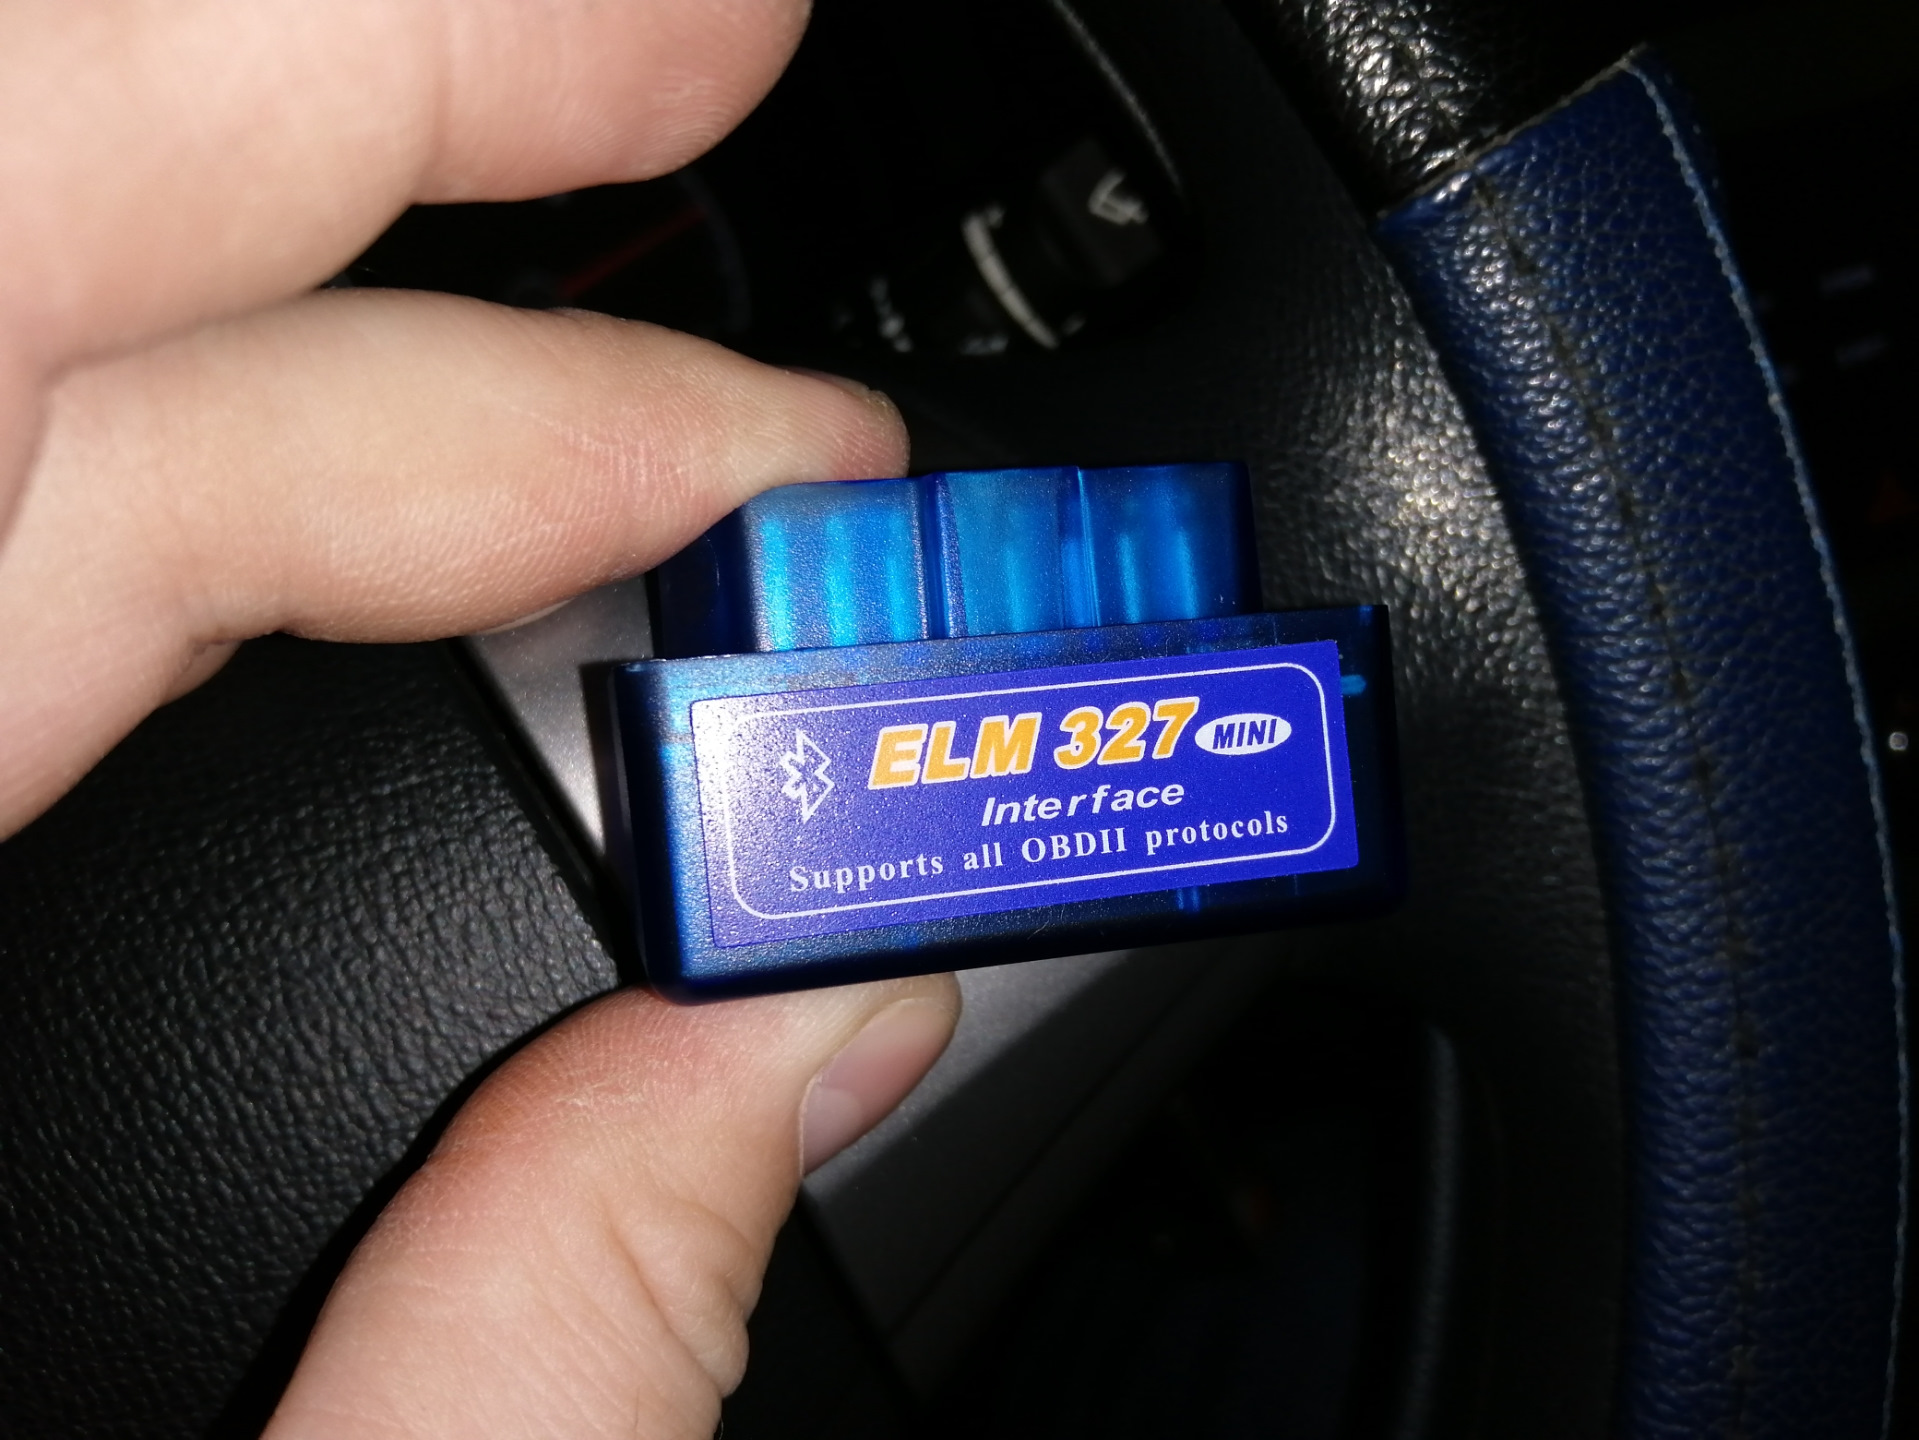 ELM 327 MINI
Interface
Supports all OBDII protocols